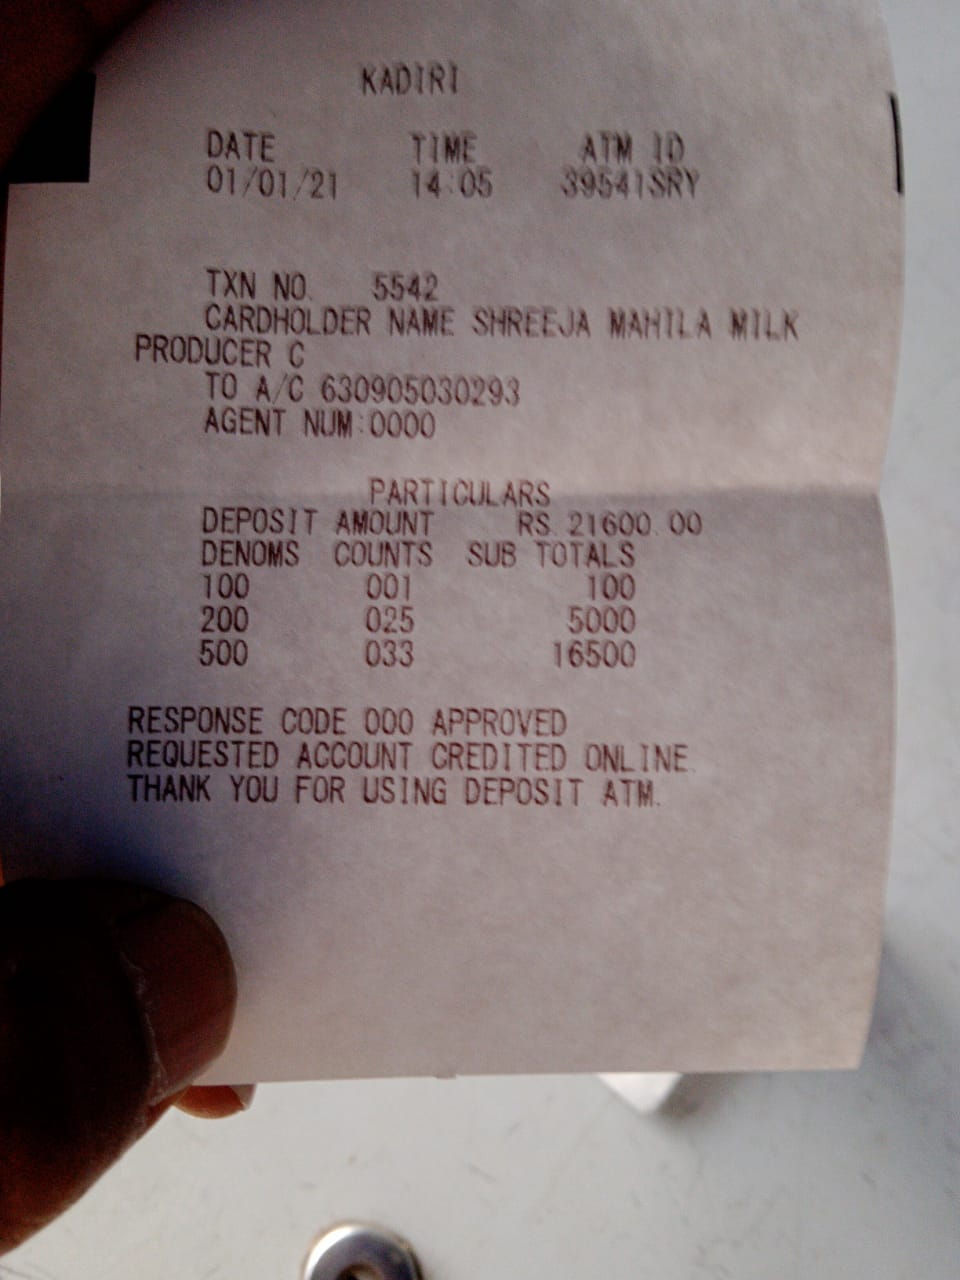 KADIRI
DATE TIME ATM ID
01/01/21 14:05 39541SRY
TXN NO. 5542
CARDHOLDER NAME SHREEJA MAHILA MILK
PRODUCER C
TO A/C 630905030293
AGENT NUM:0000
PARTICULARS
DEPOSIT AMOUNT RS.21600.00
DENOMS COUNTS SUB TOTALS
100 001 100
200 025 5000
500 033 16500
RESPONSE CODE 000 APPROVED
REQUESTED ACCOUNT CREDITED ONLINE.
THANK YOU FOR USING DEPOSIT ATM.